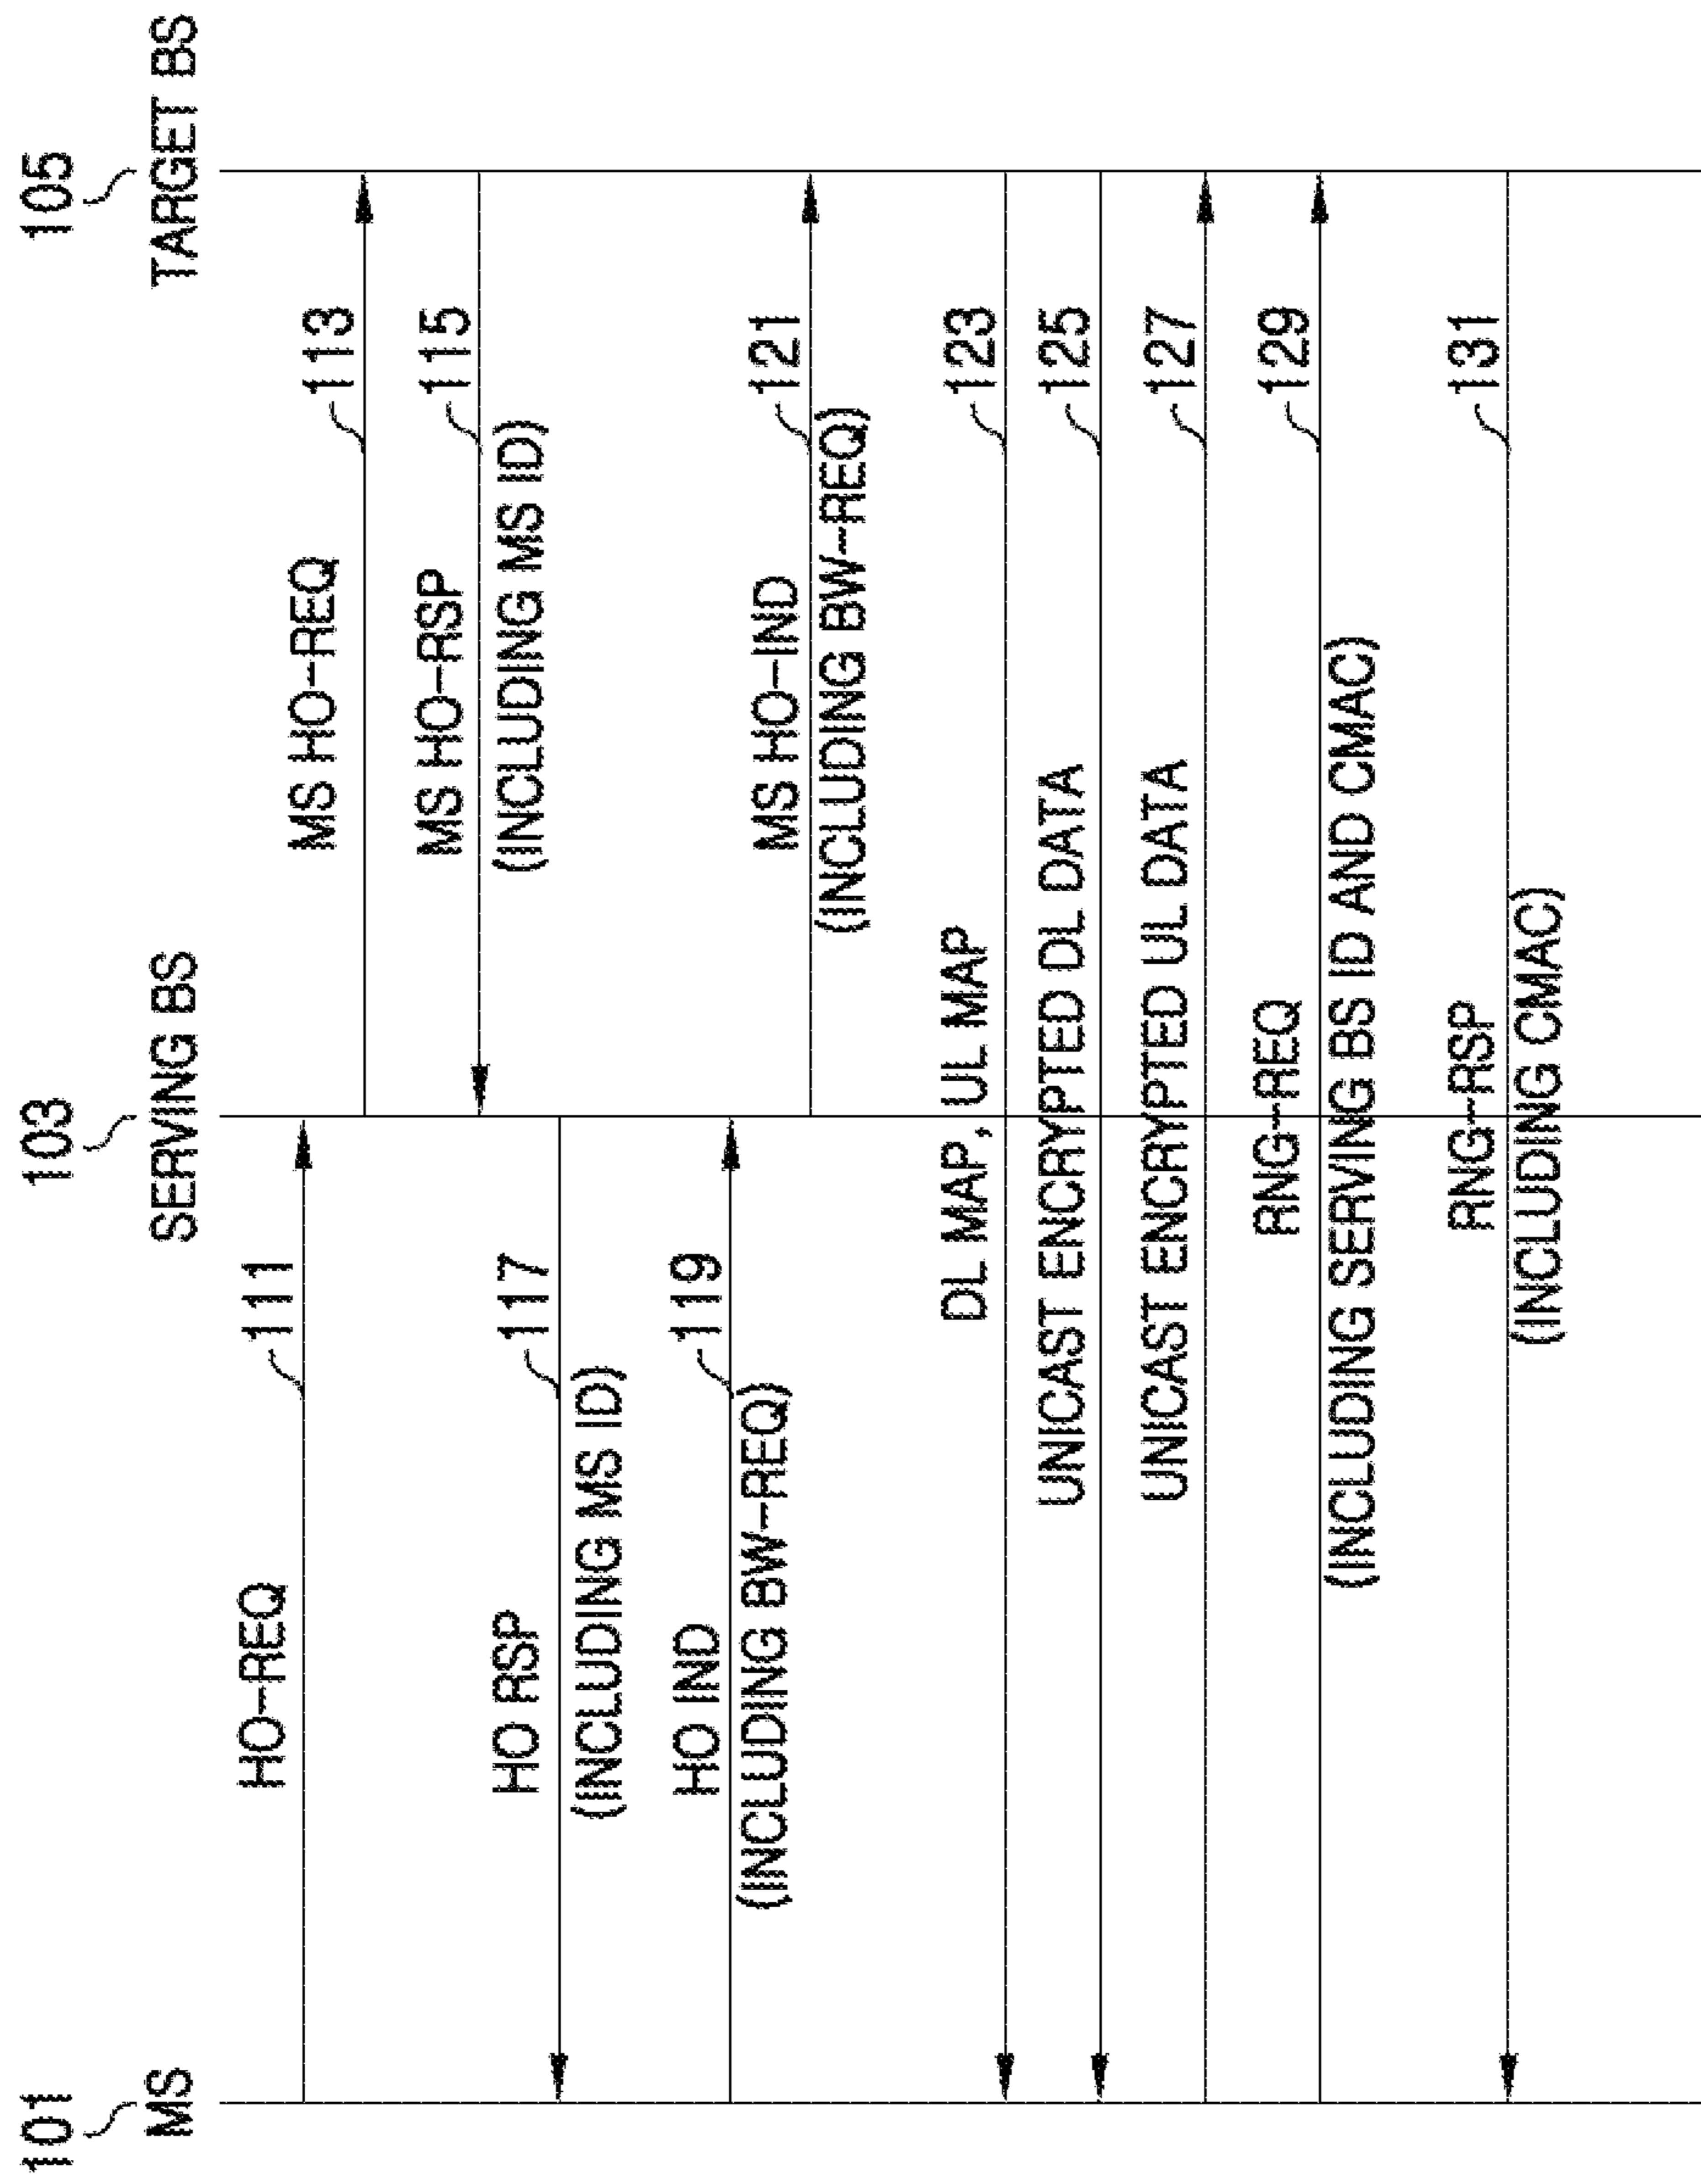 101
MS
103
SERVING BS
105
TARGET BS
HO-REQ
111
MS HO-REQ
113
MS HO-RSP
115
(INCLUDING MS ID)
HO RSP
117
(INCLUDING MS ID)
HO IND
119
(INCLUDING BW-REQ)
MS HO-IND
121
(INCLUDING BW-REQ)
DL MAP, UL MAP
123
UNICAST ENCRYPTED DL DATA
125
UNICAST ENCRYPTED UL DATA
127
RNG-REQ
129
(INCLUDING SERVING BS ID AND CMAC)
RNG-RSP
131
(INCLUDING CMAC)